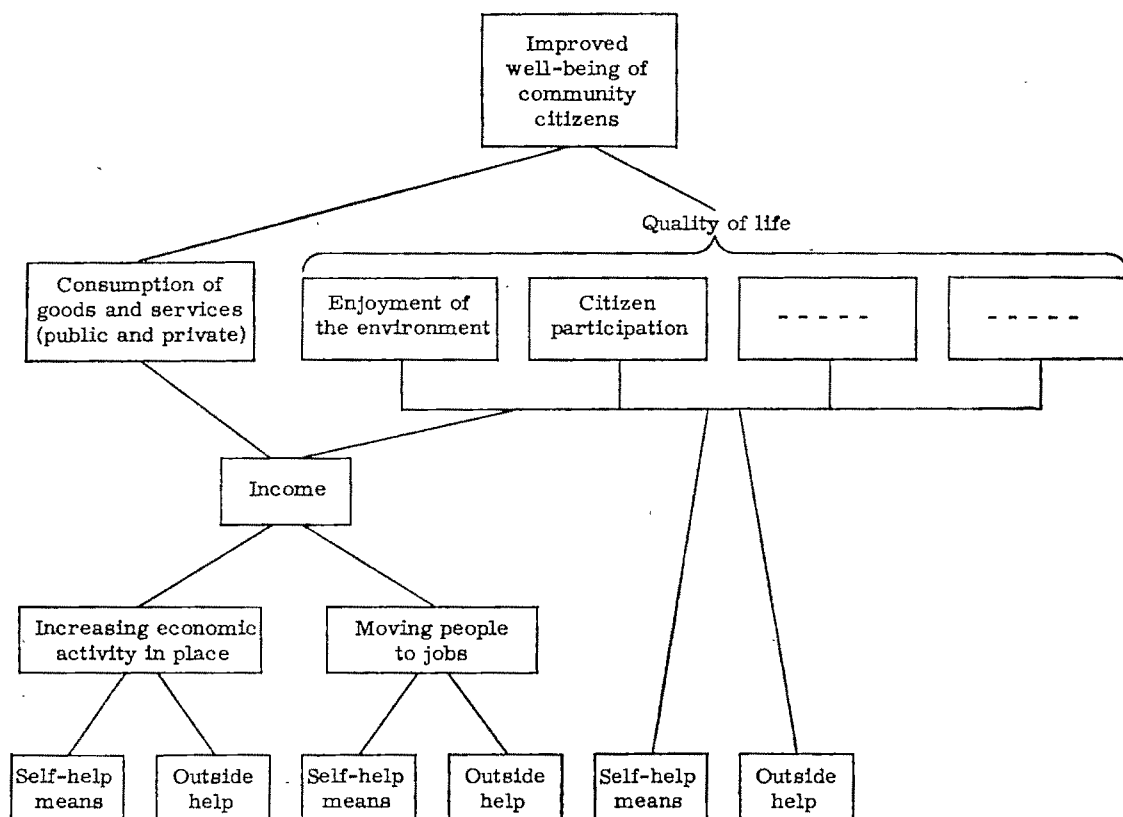 Improved
well-being of
community
citizens
Quality of life
Consumption of
goods and services
(public and private)
Enjoyment of
the environment
Citizen
participation
- - - - -
- - - - -
Income
Increasing economic
activity in place
Moving people
to jobs
Self-help
means
Outside
help
Self-help
means
Outside
help
Self-help
means
Outside
help